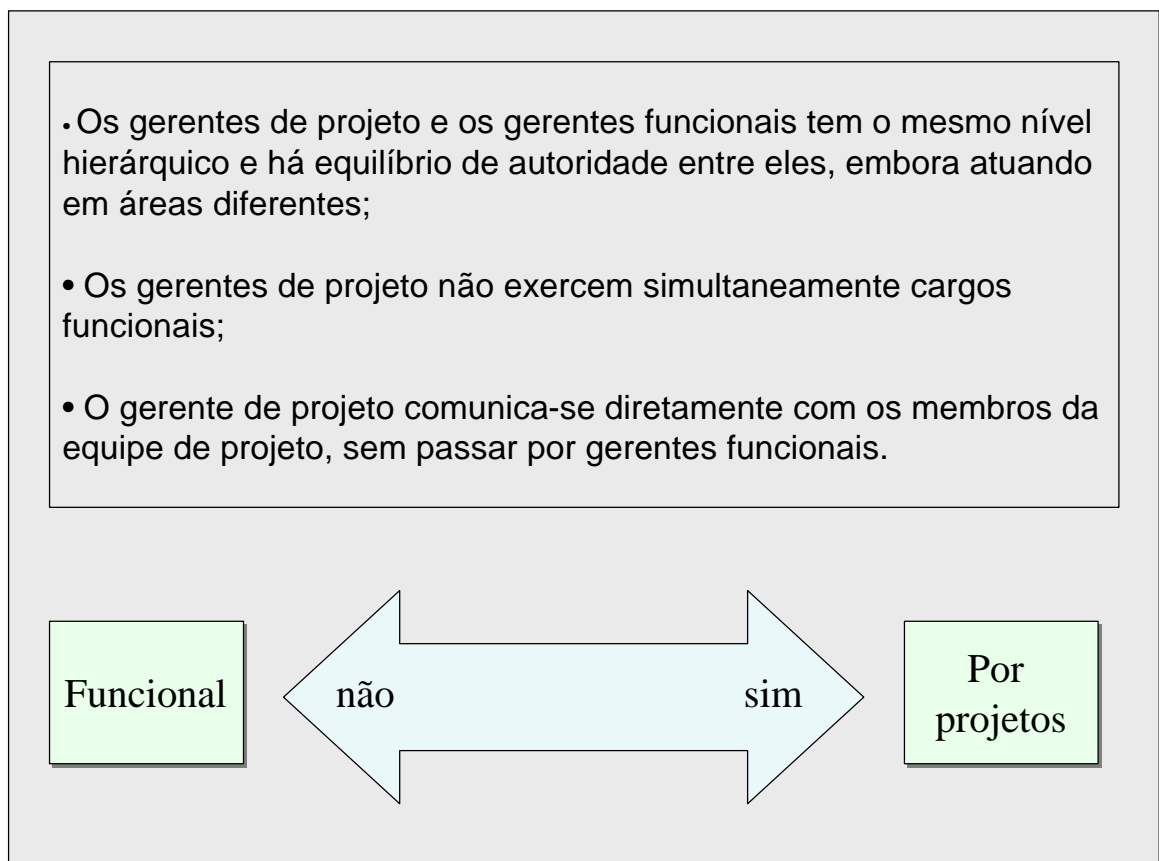 • Os gerentes de projeto e os gerentes funcionais tem o mesmo nível
hierárquico e há equilíbrio de autoridade entre eles, embora atuando
em áreas diferentes;
• Os gerentes de projeto não exercem simultaneamente cargos
funcionais;
• O gerente de projeto comunica-se diretamente com os membros da
equipe de projeto, sem passar por gerentes funcionais.
Funcional
não
sim
Por
projetos